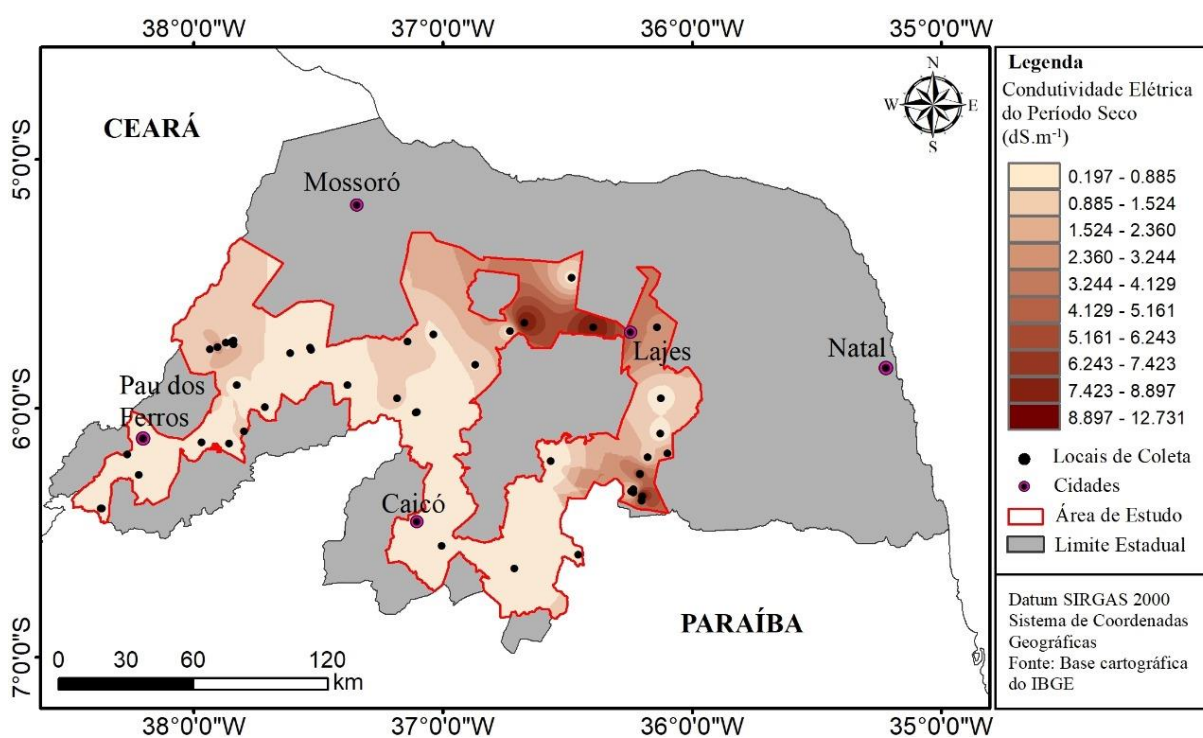 38°0'0"W
37°0'0"W
36°0'0"W
35°0'0"W
5°0'0"S
6°0'0"S
7°0'0"S
CEARÁ
Mossoró
Pau dos
Ferros
Caicó
Lajes
Natal
PARAÍBA
N
W
E
S
0 30 60 120
km
38°0'0"W
37°0'0"W
36°0'0"W
35°0'0"W
Legenda
Condutividade Elétrica
do Período Seco
(dS.m⁻¹)
0.197 - 0.885
0.885 - 1.524
1.524 - 2.360
2.360 - 3.244
3.244 - 4.129
4.129 - 5.161
5.161 - 6.243
6.243 - 7.423
7.423 - 8.897
8.897 - 12.731
Locais de Coleta
Cidades
Área de Estudo
Limite Estadual
Datum SIRGAS 2000
Sistema de Coordenadas
Geográficas
Fonte: Base cartográfica
do IBGE